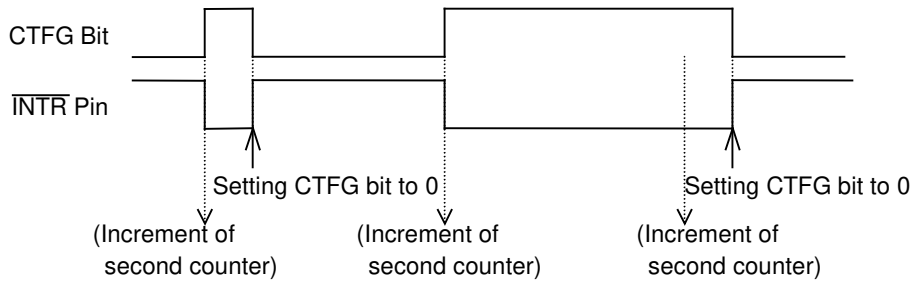 CTFG Bit
INTR Pin
Setting CTFG bit to 0
Setting CTFG bit to 0
(Increment of
second counter)
(Increment of
second counter)
(Increment of
second counter)